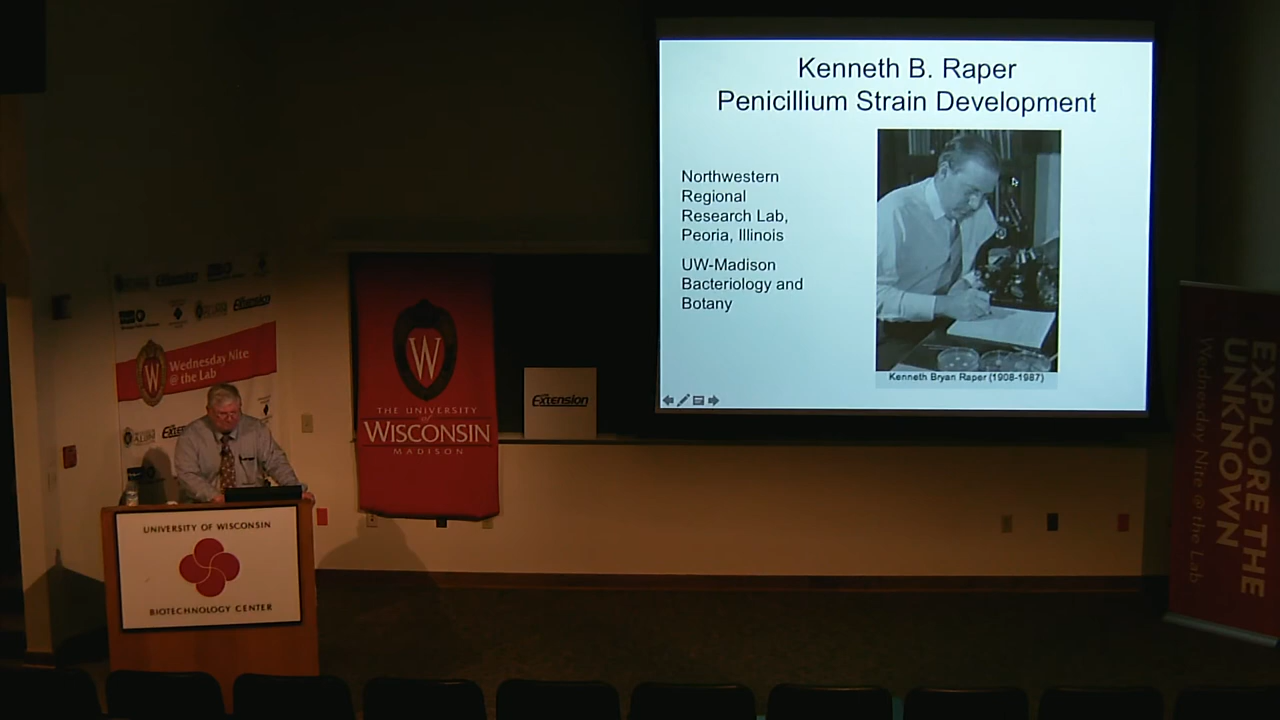 Kenneth B. Raper
Penicillium Strain Development
Northwestern
Regional
Research Lab,
Peoria, Illinois
UW-Madison
Bacteriology and
Botany
Kenneth Bryan Raper (1908-1987)
Wednesday Nite
@ the Lab
W
THE UNIVERSITY
of
WISCONSIN
MADISON
Extension
UNIVERSITY OF WISCONSIN
BIOTECHNOLOGY CENTER
EXPLORE THE
UNKNOWN
Wednesday Nite @ the Lab